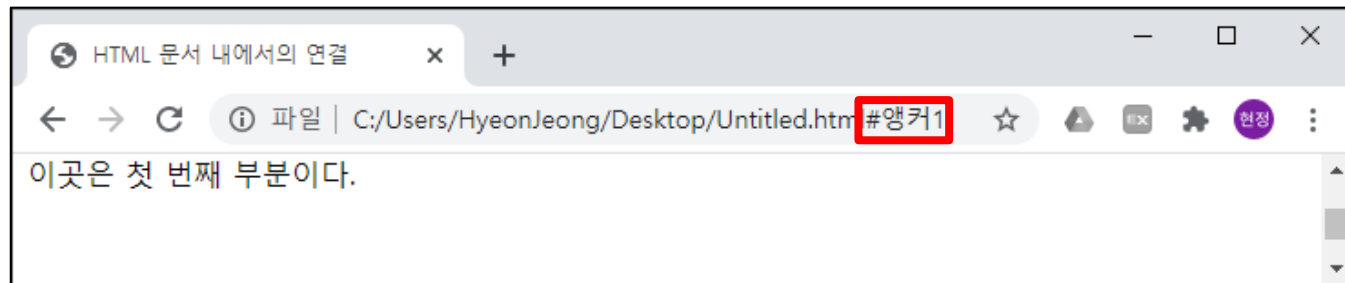 HTML 문서 내에서의 연결
파일 | C:/Users/HyeonJeong/Desktop/Untitled.html#앵커1 EX 현정
이곳은 첫 번째 부분이다.